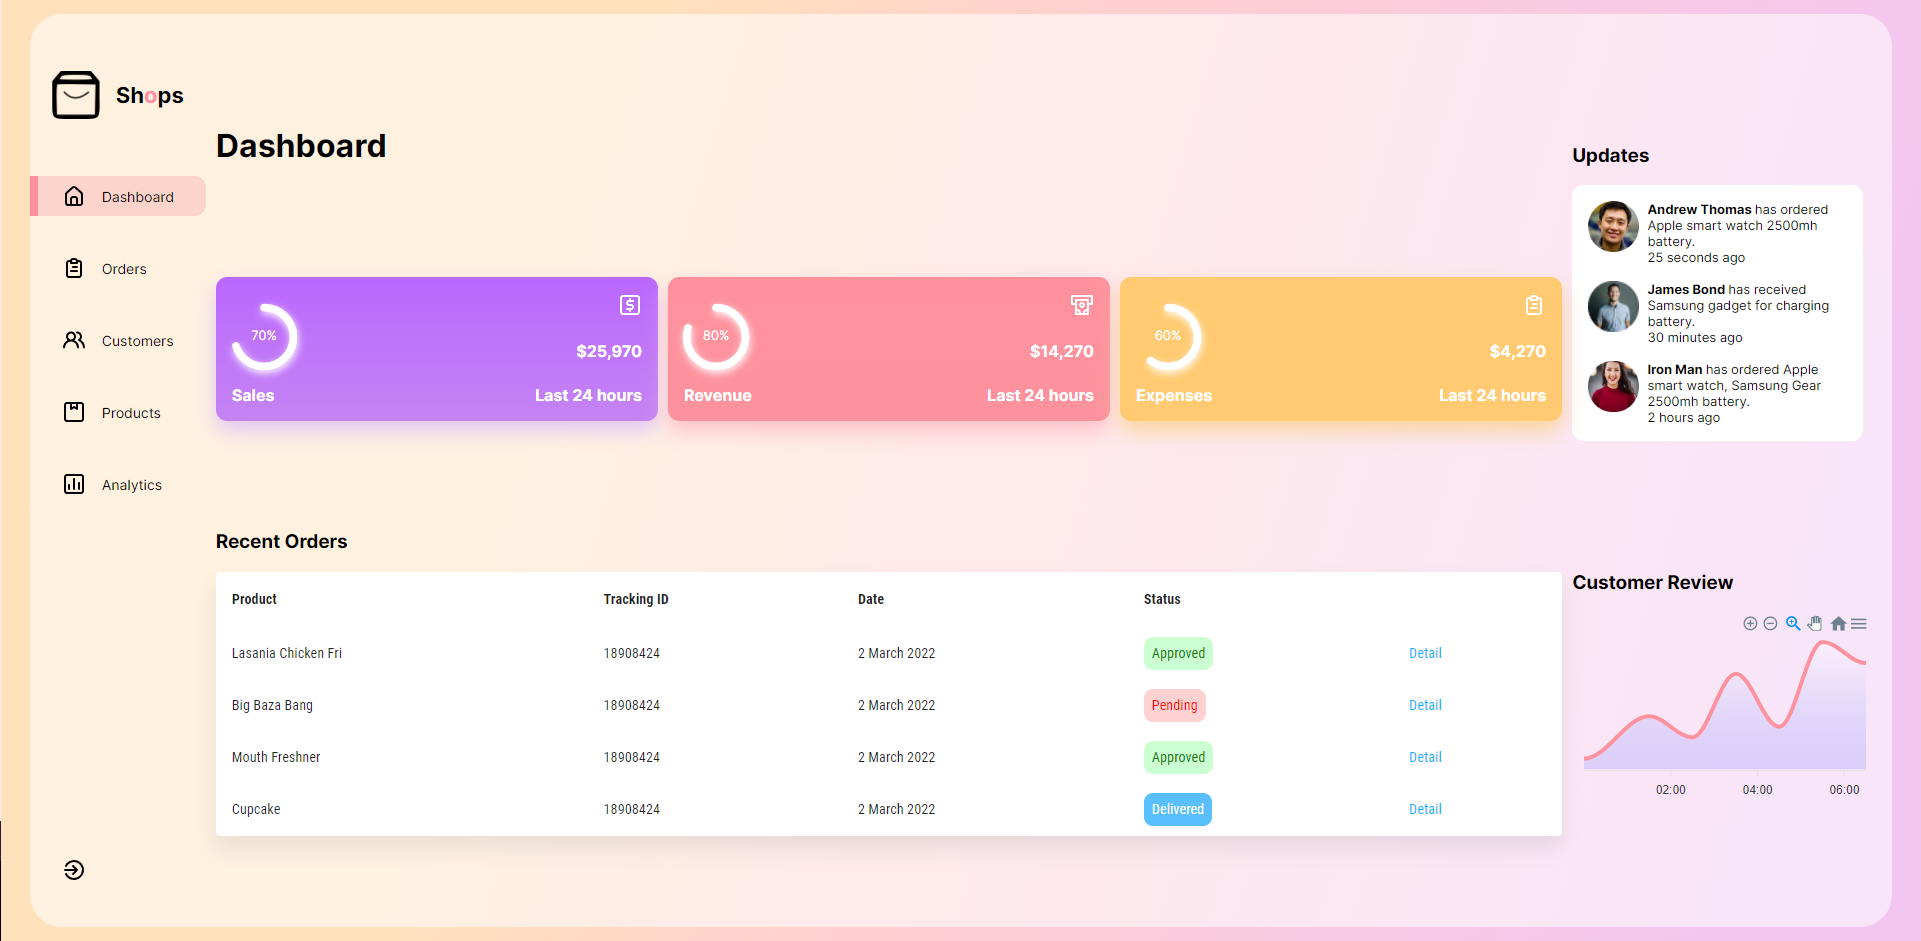 Shops
Dashboard
Orders
Customers
Products
Analytics
Dashboard
70%
$25,970
Sales
Last 24 hours
80%
$14,270
Revenue
Last 24 hours
60%
$4,270
Expenses
Last 24 hours
Recent Orders
Product Tracking ID Date Status
Lasania Chicken Fri 18908424 2 March 2022 Approved Detail
Big Baza Bang 18908424 2 March 2022 Pending Detail
Mouth Freshner 18908424 2 March 2022 Approved Detail
Cupcake 18908424 2 March 2022 Delivered Detail
Updates
Andrew Thomas has ordered
Apple smart watch 2500mh
battery.
25 seconds ago
James Bond has received
Samsung gadget for charging
battery.
30 minutes ago
Iron Man has ordered Apple
smart watch, Samsung Gear
2500mh battery.
2 hours ago
Customer Review
02:00 04:00 06:00